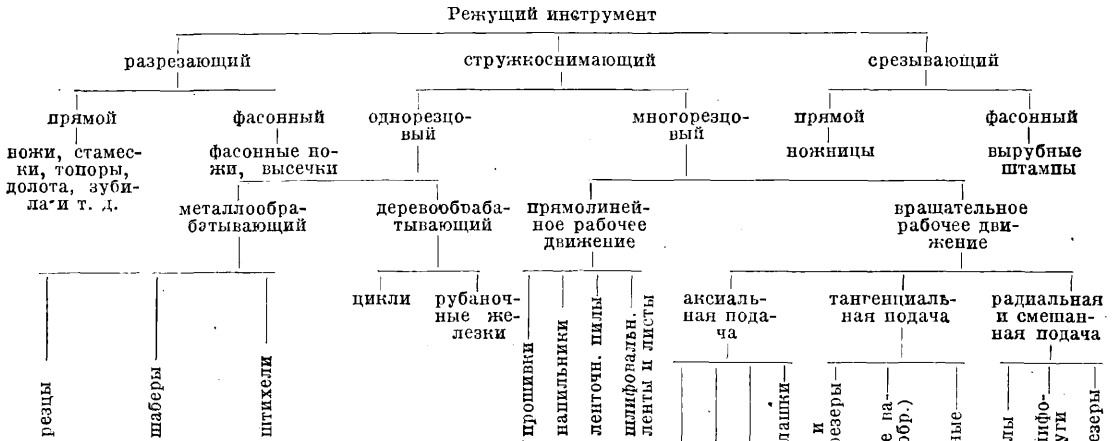 Режущий инструмент
разрезающий
стружкоснимающий
срезывающий
прямой
фасонный
однорезцо-
вый
многорезцо-
вый
прямой
фасонный
ножи, стамес-
ки, топоры,
долота, зуби-
ла и т. д.
фасонные но-
жи, высечки
ножницы
вырубные
штампы
металлообра-
батывающий
деревообраба-
тывающий
прямолиней-
ное рабочее
движение
вращательное
рабочее дви-
жение
резцы
шаберы
штихели
цикли
рубаноч-
ные же-
лезки
прошивки
напильники
ленточн. пилы
шлифовальн.
ленты и листы
аксиаль-
ная пода-
ча
тангенциаль-
ная подача
радиальная
и смешан-
ная подача